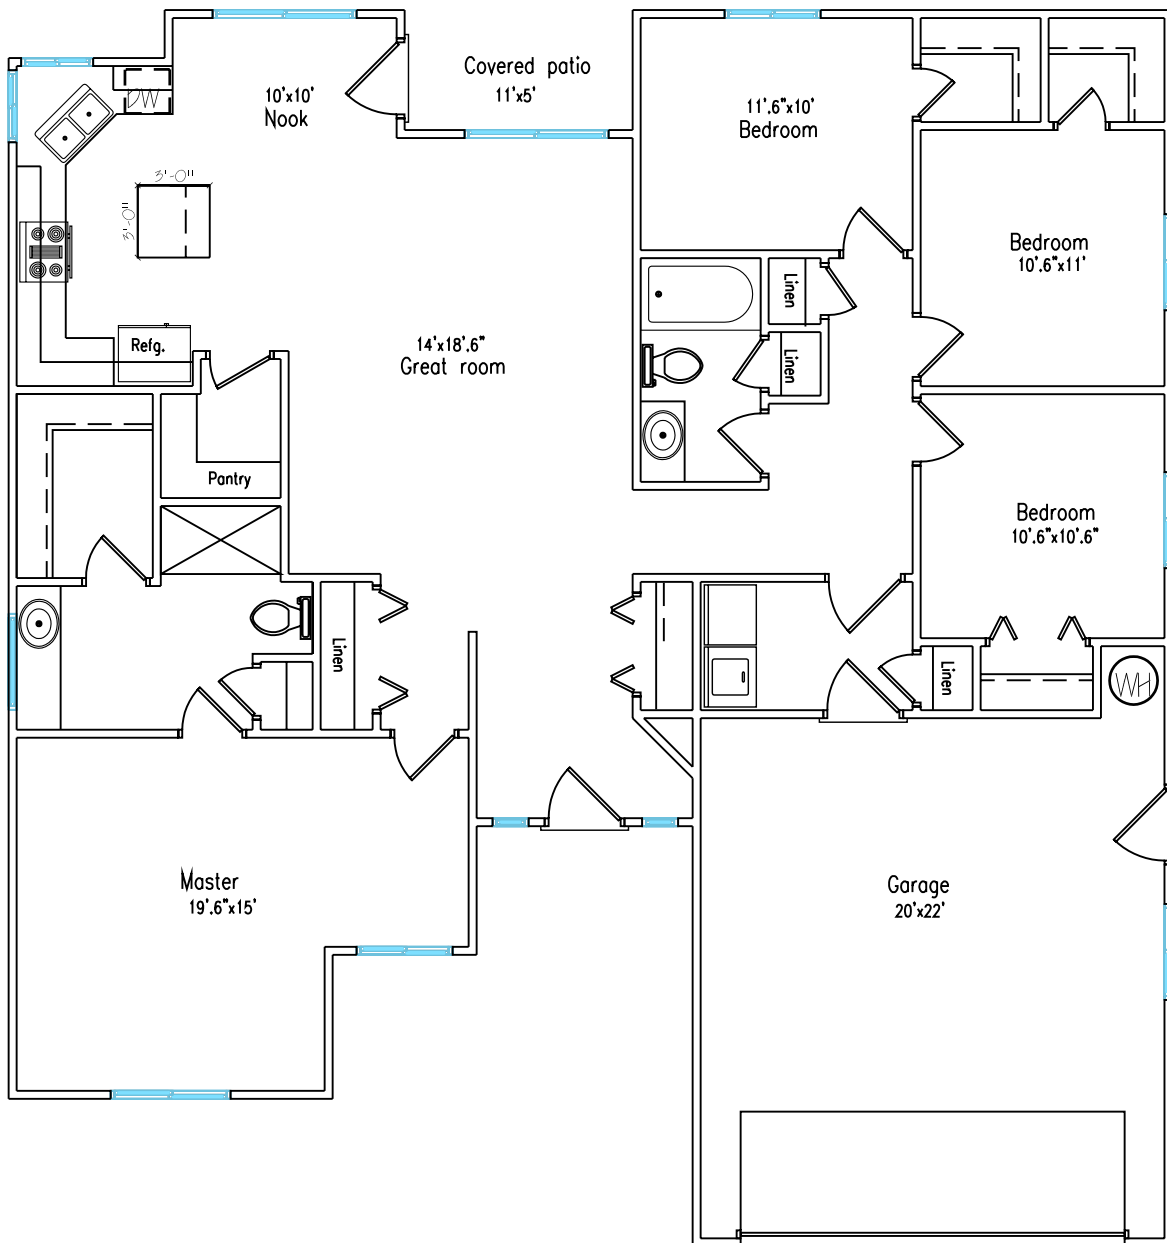 Covered patio
11'x5'
10'x10'
Nook
11'.6"x10'
Bedroom
DW
3'-0"
3'-0"
Bedroom
10'.6"x11'
Linen
Linen
Refg.
14'x18'.6"
Great room
Pantry
Bedroom
10'.6"x10'.6"
Linen
Linen
WH
Master
19'.6"x15'
Garage
20'x22'